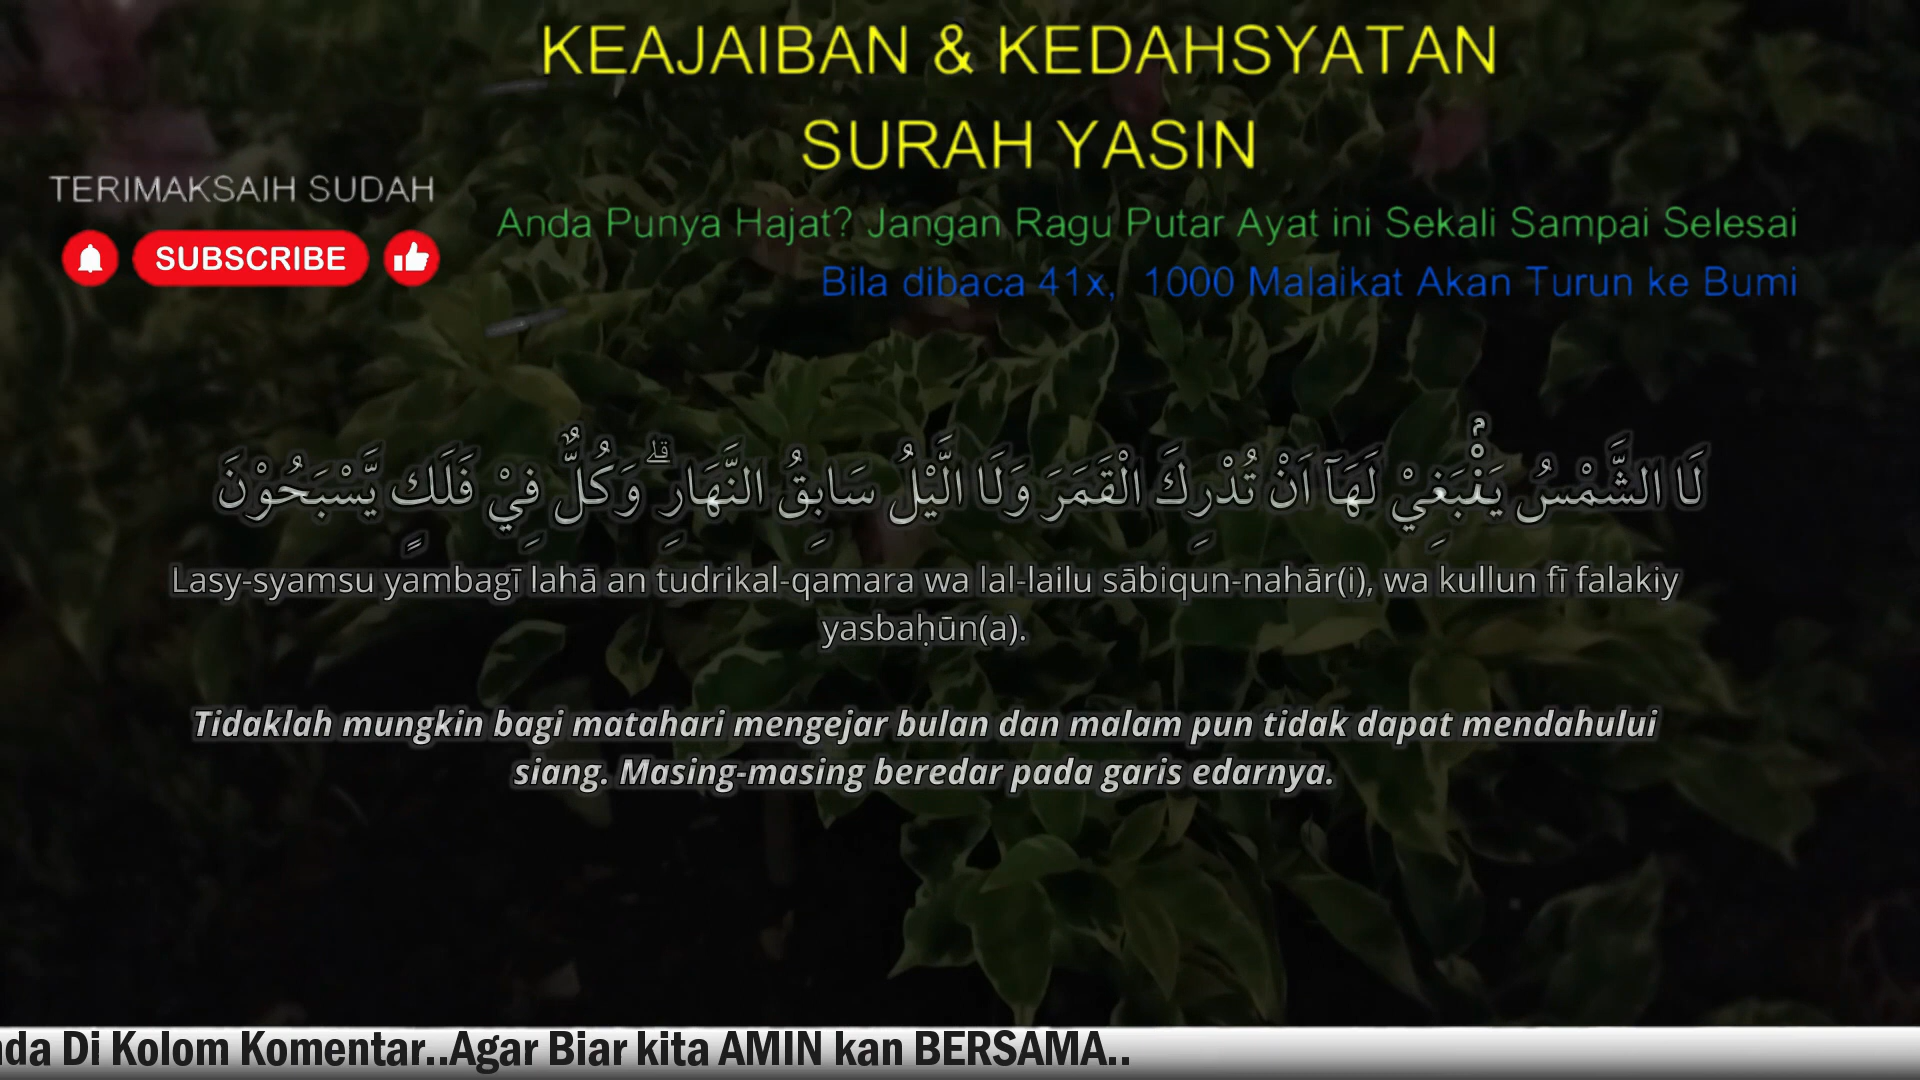 KEAJAIBAN & KEDAHSYATAN
SURAH YASIN
TERIMAKSAIH SUDAH
SUBSCRIBE
Anda Punya Hajat? Jangan Ragu Putar Ayat ini Sekali Sampai Selesai
Bila dibaca 41x, 1000 Malaikat Akan Turun ke Bumi
لَا الشَّمْسُ يَنْۢبَغِيْ لَهَآ اَنْ تُدْرِكَ الْقَمَرَ وَلَا الَّيْلُ سَابِقُ النَّهَارِ ۗوَكُلٌّ فِيْ فَلَكٍ يَّسْبَحُوْنَ
Lasy-syamsu yambagī lahā an tudrikal-qamara wa lal-lailu sābiqun-nahār(i), wa kullun fī falakiy
yasbaḥūn(a).
Tidaklah mungkin bagi matahari mengejar bulan dan malam pun tidak dapat mendahului
siang. Masing-masing beredar pada garis edarnya.
nda Di Kolom Komentar..Agar Biar kita AMIN kan BERSAMA..